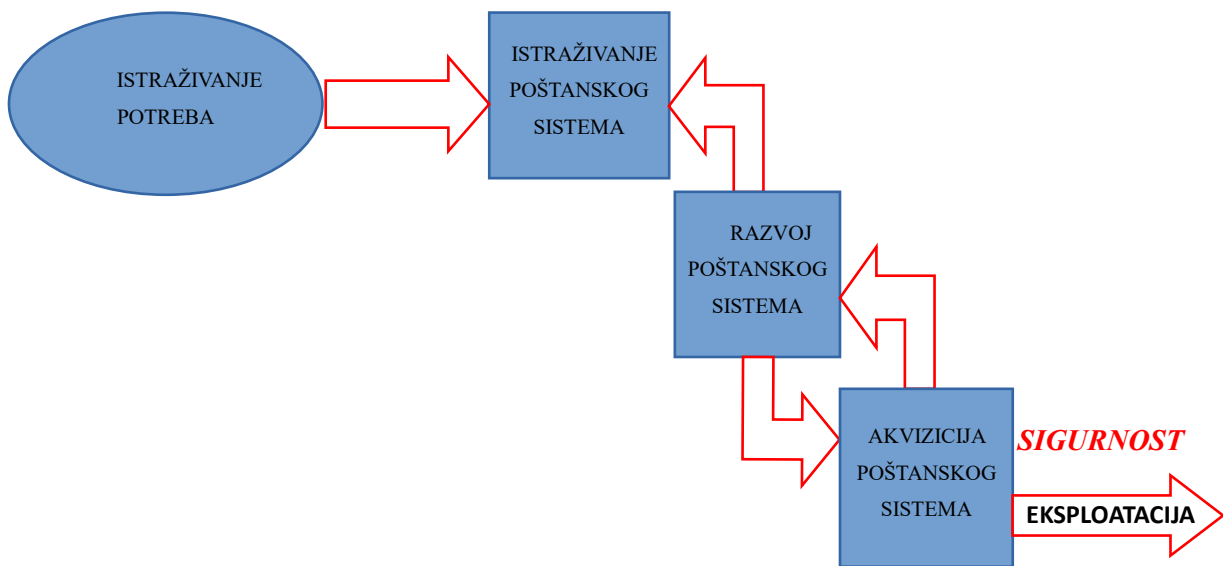 ISTRAŽIVANJE
POTREBA
ISTRAŽIVANJE
POŠTANSKOG
SISTEMA
RAZVOJ
POŠTANSKOG
SISTEMA
AKVIZICIJA
POŠTANSKOG
SISTEMA
SIGURNOST
EKSPLOATACIJA